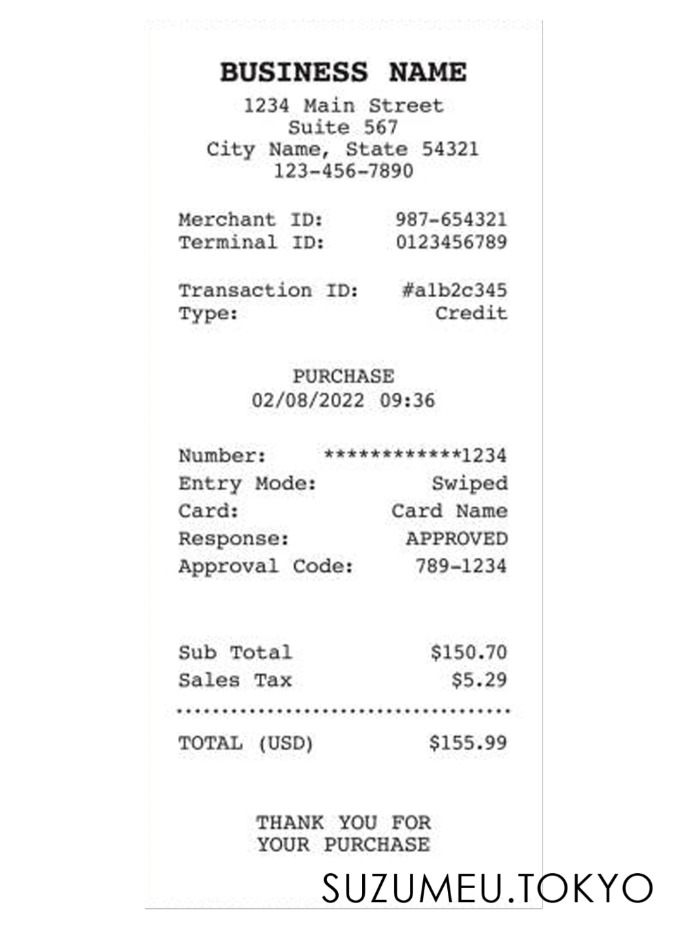 BUSINESS NAME
1234 Main Street
Suite 567
City Name, State 54321
123-456-7890
Merchant ID: 987-654321
Terminal ID: 0123456789
Transaction ID: #a1b2c345
Type: Credit
PURCHASE
02/08/2022 09:36
Number: ************1234
Entry Mode: Swiped
Card: Card Name
Response: APPROVED
Approval Code: 789-1234
Sub Total $150.70
Sales Tax $5.29
TOTAL (USD) $155.99
THANK YOU FOR
YOUR PURCHASE
SUZUMEU.TOKYO